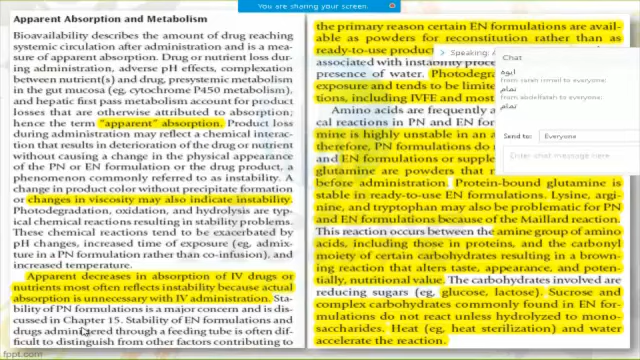 You are sharing your screen.
Apparent Absorption and Metabolism
Bioavailability describes the amount of drug reaching
systemic circulation after administration and is a mea-
sure of apparent absorption. Drug or nutrient loss dur-
ing administration, adverse pH effects, complexation
between nutrient(s) and drug, presystemic metabolism
in the gut mucosa (eg, cytochrome P450 metabolism),
and hepatic first pass metabolism account for product
losses that are otherwise attributed to absorption;
hence the term "apparent" absorption. Product loss
during administration may reflect a chemical interac-
tion that results in deterioration of the drug or nutrient
without causing a change in the physical appearance
of the PN or EN formulation or the drug product, a
phenomenon commonly referred to as instability. A
change in product color without precipitate formation
or changes in viscosity may also indicate instability.
Photodegradation, oxidation, and hydrolysis are typ-
ical chemical reactions resulting in stability problems.
These chemical reactions tend to be exacerbated by
pH changes, increased time of exposure (eg, admix-
ture in a PN formulation rather than co-infusion), and
increased temperature.
Apparent decreases in absorption of IV drugs or
nutrients most often reflects instability because actual
absorption is unnecessary with IV administration. Sta-
bility of PN formulations is a major concern and is dis-
cussed in Chapter 15. Stability of EN formulations and
drugs administered through a feeding tube is often dif-
ficult to distinguish from other factors contributing to
fppt.com
the primary reason certain EN formulations are avail-
able as powders for reconstitution rather than as
ready-to-use product
associated with instability
presence of water. Photodegr
exposure and tends to be limite
tions, including IVFE and most
Amino acids are frequently
cal reactions in PN and EN fo
mine is highly unstable in an a
therefore, PN formulations do
and EN formulations or supple
glutamine are powders that r
before administration. Protein-bound glutamine is
stable in ready-to-use EN formulations. Lysine, argi-
nine, and tryptophan may also be problematic for PN
and EN formulations because of the Maillard reaction.
This reaction occurs between the amine group of amino
acids, including those in proteins, and the carbonyl
moiety of certain carbohydrates resulting in a brown-
ing reaction that alters taste, appearance, and poten-
tially, nutritional value. The carbohydrates involved are
reducing sugars (eg, glucose, lactose). Sucrose and
complex carbohydrates commonly found in EN for-
mulations do not react unless hydrolyzed to mono-
saccharides. Heat (eg, heat sterilization) and water
accelerate the reaction.
Speaking:
Chat
ايوه
to everyone:
تمام
from abdelfatah to everyone:
تمام
Send to: Everyone
Enter chat message here